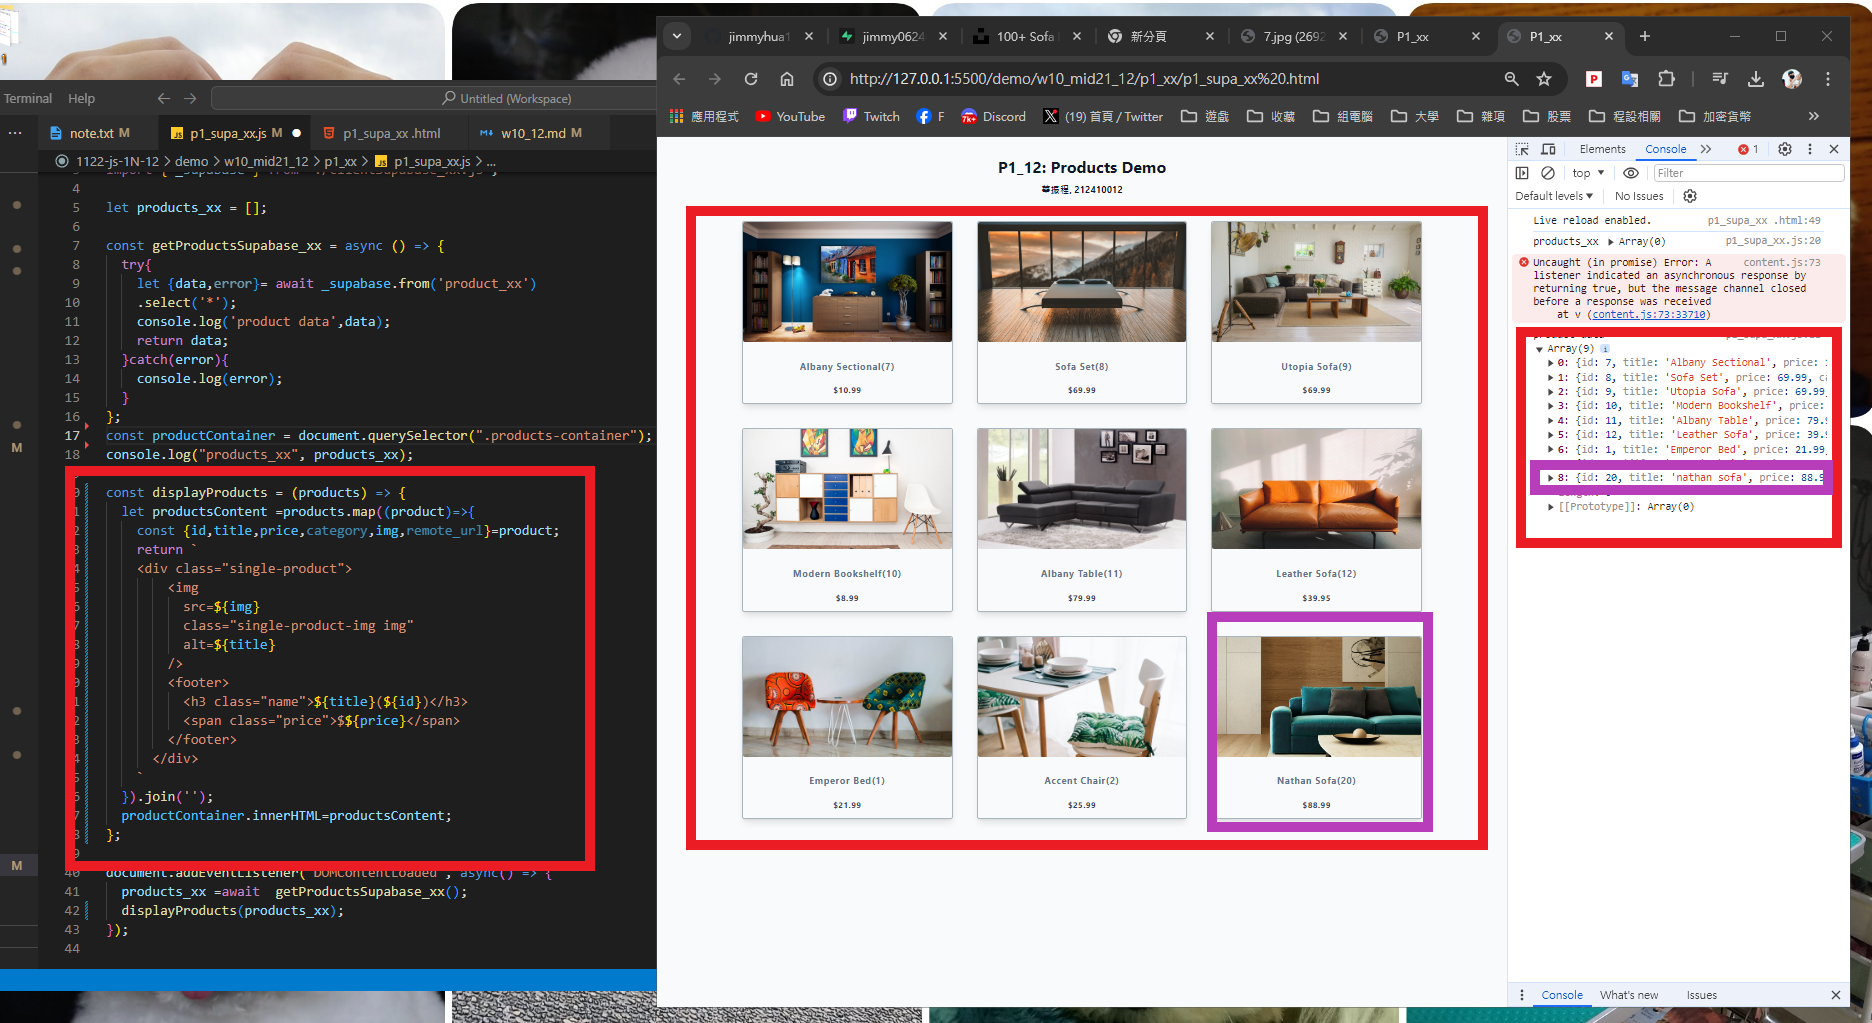 Terminal Help
Untitled (Workspace)
note.txt M
p1_supa_xx.js M
p1_supa_xx .html
w10_12.md M
1122-js-1N-12 > demo > w10_mid21_12 > p1_xx > p1_supa_xx.js > ...
4
5 let products_xx = [];
6
7 const getProductsSupabase_xx = async () => {
8 try{
9 let {data,error}= await _supabase.from('product_xx')
10 .select('*');
11 console.log('product data',data);
12 return data;
13 }catch(error){
14 console.log(error);
15 }
16 };
17 const productContainer = document.querySelector(".products-container");
18 console.log("products_xx", products_xx);
const displayProducts = (products) => {
let productsContent =products.map((product)=>{
const {id,title,price,category,img,remote_url}=product;
return `
<div class="single-product">
<img
src=${img}
class="single-product-img img"
alt=${title}
/>
<footer>
<h3 class="name">${title}(${id})</h3>
<span class="price">$${price}</span>
</footer>
</div>
`
}).join('');
productContainer.innerHTML=productsContent;
};
40 document.addEventListener('DOMContentLoaded', async() => {
41 products_xx =await getProductsSupabase_xx();
42 displayProducts(products_xx);
43 });
44
M
M
jimmyhua1
jimmy0624
100+ Sofa
新分頁
7.jpg (2692
P1_xx
P1_xx
http://127.0.0.1:5500/demo/w10_mid21_12/p1_xx/p1_supa_xx%20.html
應用程式
YouTube
Twitch
F
Discord
(19) 首頁 / Twitter
遊戲
收藏
組電腦
大學
雜項
股票
程設相關
加密貨幣
P1_12: Products Demo
華振程, 212410012
Albany Sectional(7)
$10.99
Sofa Set(8)
$69.99
Utopia Sofa(9)
$69.99
Modern Bookshelf(10)
$8.99
Albany Table(11)
$79.99
Leather Sofa(12)
$39.95
Emperor Bed(1)
$21.99
Accent Chair(2)
$25.99
Nathan Sofa(20)
$88.99
Elements Console 1
top Filter
Default levels No Issues
Live reload enabled. p1_supa_xx .html:49
products_xx Array(0) p1_supa_xx.js:20
Uncaught (in promise) Error: A content.js:73
listener indicated an asynchronous response by
returning true, but the message channel closed
before a response was received
at v (content.js:73:33710)
Array(9)
0: {id: 7, title: 'Albany Sectional', price:
1: {id: 8, title: 'Sofa Set', price: 69.99,
2: {id: 9, title: 'Utopia Sofa', price: 69.99,
3: {id: 10, title: 'Modern Bookshelf', price:
4: {id: 11, title: 'Albany Table', price: 79.9
5: {id: 12, title: 'Leather Sofa', price: 39.9
6: {id: 1, title: 'Emperor Bed', price: 21.99,
8: {id: 20, title: 'nathan sofa', price: 88.9
[[Prototype]]: Array(0)
Console What's new Issues